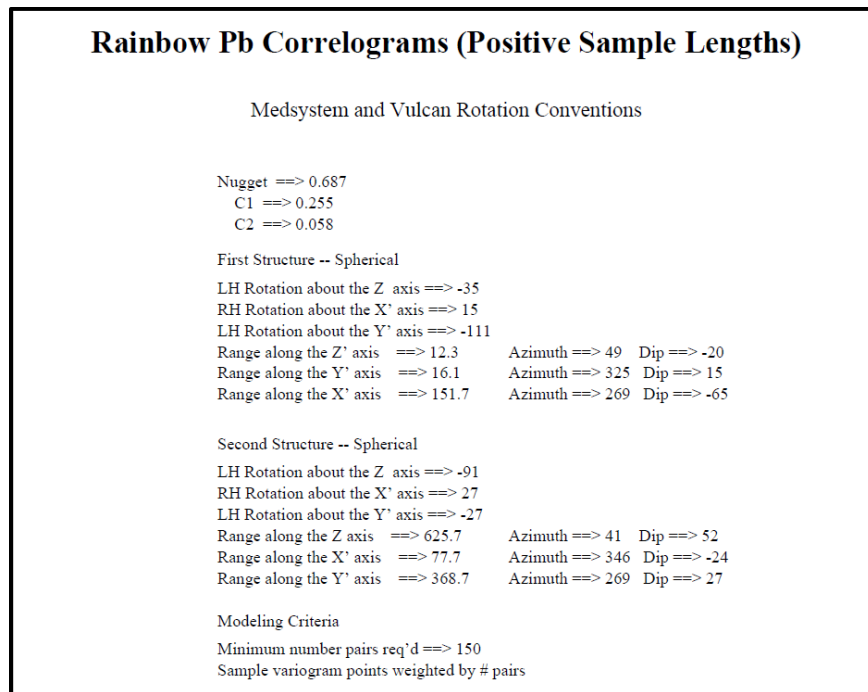 Rainbow Pb Correlograms (Positive Sample Lengths)
Medsystem and Vulcan Rotation Conventions
Nugget ==> 0.687
C1 ==> 0.255
C2 ==> 0.058
First Structure -- Spherical
LH Rotation about the Z axis ==> -35
RH Rotation about the X' axis ==> 15
LH Rotation about the Y' axis ==> -111
Range along the Z' axis ==> 12.3 Azimuth ==> 49 Dip ==> -20
Range along the Y' axis ==> 16.1 Azimuth ==> 325 Dip ==> 15
Range along the X' axis ==> 151.7 Azimuth ==> 269 Dip ==> -65
Second Structure -- Spherical
LH Rotation about the Z axis ==> -91
RH Rotation about the X' axis ==> 27
LH Rotation about the Y' axis ==> -27
Range along the Z axis ==> 625.7 Azimuth ==> 41 Dip ==> 52
Range along the X' axis ==> 77.7 Azimuth ==> 346 Dip ==> -24
Range along the Y' axis ==> 368.7 Azimuth ==> 269 Dip ==> 27
Modeling Criteria
Minimum number pairs req'd ==> 150
Sample variogram points weighted by # pairs